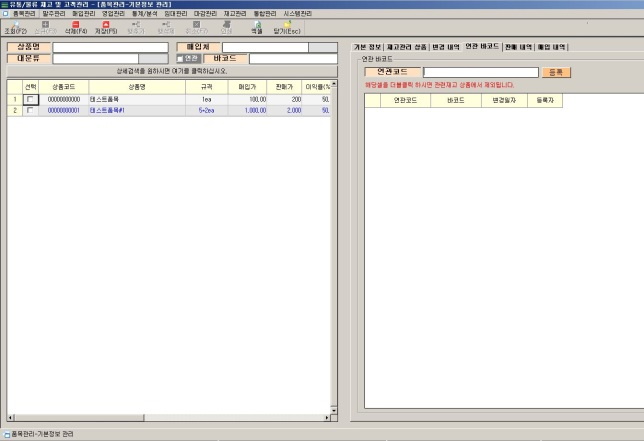 유통/물류 재고 및 고객관리 - [품목관리-기본정보 관리]
품목관리 발주관리 매입관리 영업관리 통계/분석 임대관리 마감관리 재고관리 통합관리 시스템관리
조회(F2) 삭제(F4) 저장(F5) 엑셀 닫기(Esc)
상품명 매입처
대분류 연관 바코드
상세검색을 원하시면 여기를 클릭하십시오.
선택 상품코드 상품명 규격 매입가 판매가 이익률(%
1 0000000000 테스트품목 1ea 100.00 200 50.
2 0000000001 테스트품목#1 5+2ea 1,000.00 2,000 50.
기본 정보 재고관리 상품 변경 내역 연관 바코드 판매 내역 매입 내역
연관 바코드
연관코드 등록
해당셀을 더블클릭 하시면 관련재고 상품에서 제외됩니다.
연관코드 바코드 변경일자 등록자
품목관리-기본정보 관리